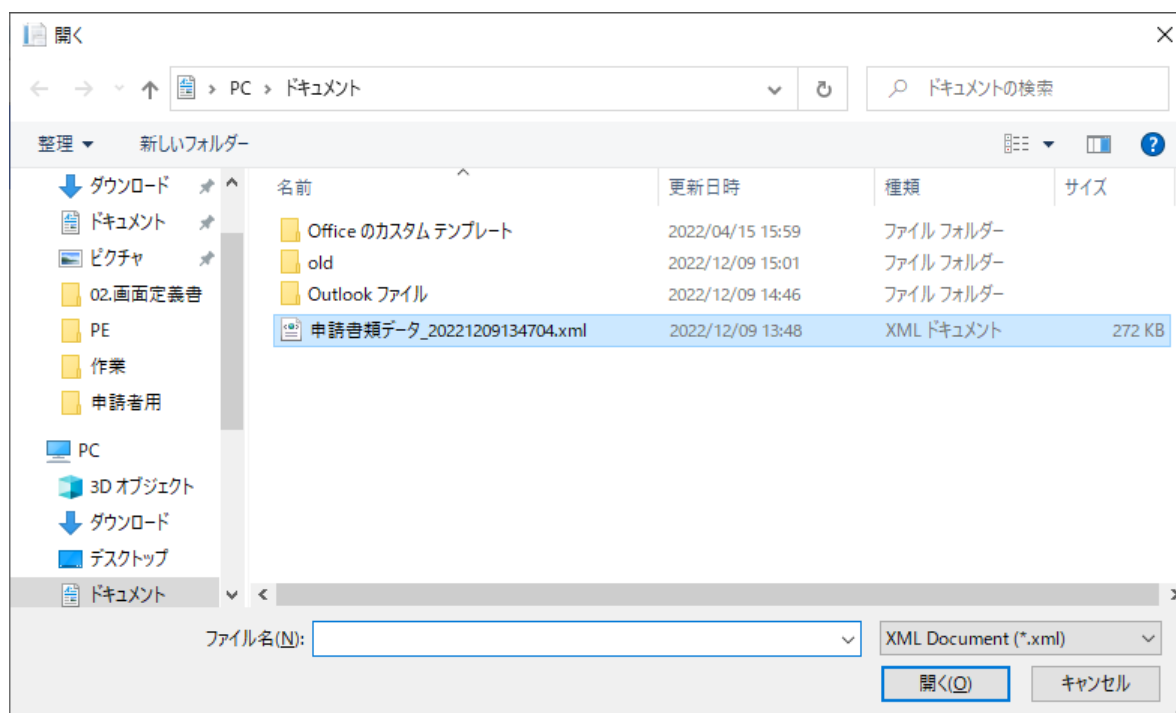 開く
PC › ドキュメント
ドキュメントの検索
整理 新しいフォルダー
ダウンロード
ドキュメント
ピクチャ
02.画面定義書
PE
作業
申請者用
PC
3D オブジェクト
ダウンロード
デスクトップ
ドキュメント
名前 更新日時 種類 サイズ
Office のカスタム テンプレート 2022/04/15 15:59 ファイル フォルダー
old 2022/12/09 15:01 ファイル フォルダー
Outlook ファイル 2022/12/09 14:46 ファイル フォルダー
申請書類データ_20221209134704.xml 2022/12/09 13:48 XML ドキュメント 272 KB
ファイル名(N):
XML Document (*.xml)
開く(O) キャンセル